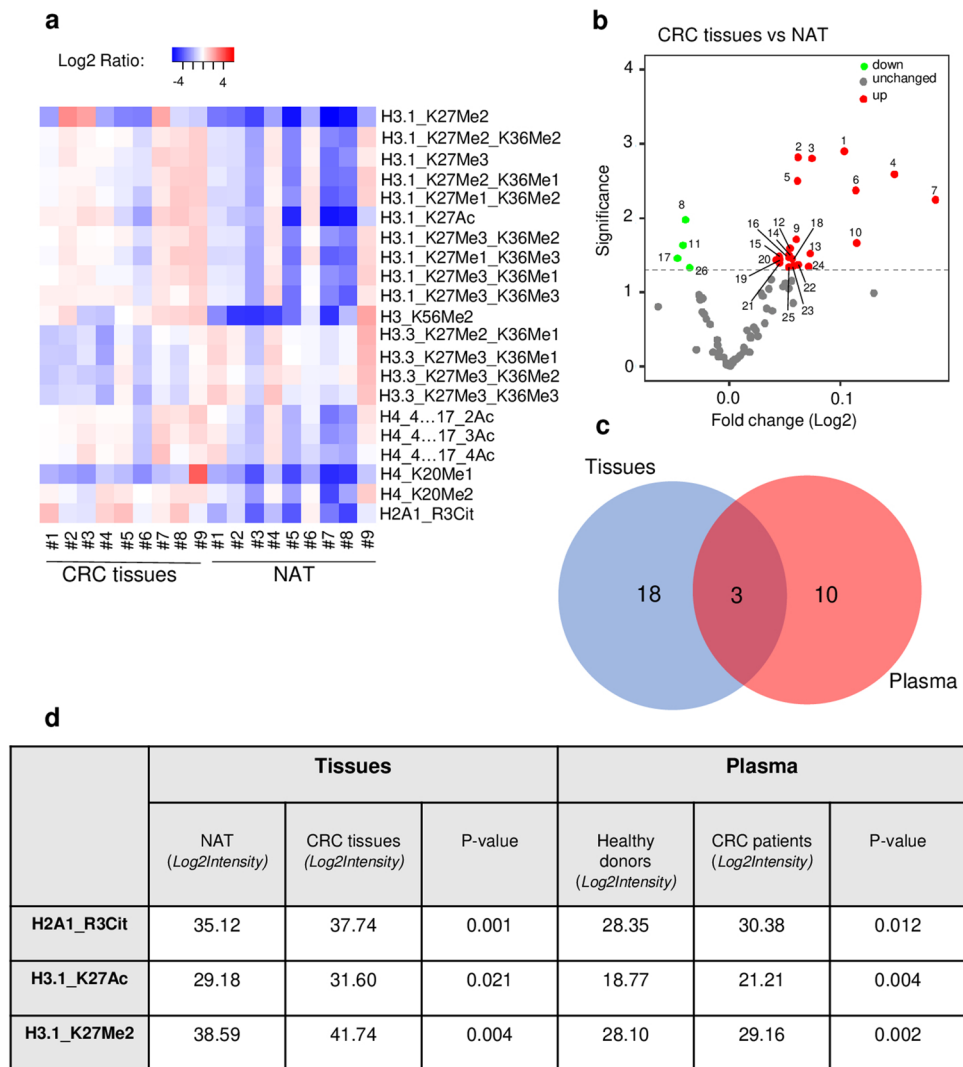 a
Log2 Ratio:
-4 4
H3.1_K27Me2
H3.1_K27Me2_K36Me2
H3.1_K27Me3
H3.1_K27Me2_K36Me1
H3.1_K27Me1_K36Me2
H3.1_K27Ac
H3.1_K27Me3_K36Me2
H3.1_K27Me1_K36Me3
H3.1_K27Me3_K36Me1
H3.1_K27Me3_K36Me3
H3_K56Me2
H3.3_K27Me2_K36Me1
H3.3_K27Me3_K36Me1
H3.3_K27Me3_K36Me2
H3.3_K27Me3_K36Me3
H4_4...17_2Ac
H4_4...17_3Ac
H4_4...17_4Ac
H4_K20Me1
H4_K20Me2
H2A1_R3Cit
#1 #2 #3 #4 #5 #6 #7 #8 #9 #1 #2 #3 #4 #5 #6 #7 #8 #9
CRC tissues NAT
b
CRC tissues vs NAT
down
unchanged
up
Significance
4
3
2
1
0
1
2 3
4
5
6
7
8
9
10
11
12
13
14
15
16
17
18
19
20
21
22
23
24
25
26
0.0 0.1
Fold change (Log2)
c
Tissues
18 3 10
Plasma
d
Tissues Plasma
NAT CRC tissues P-value Healthy CRC patients P-value
(Log2Intensity) (Log2Intensity) donors (Log2Intensity)
(Log2Intensity)
H2A1_R3Cit 35.12 37.74 0.001 28.35 30.38 0.012
H3.1_K27Ac 29.18 31.60 0.021 18.77 21.21 0.004
H3.1_K27Me2 38.59 41.74 0.004 28.10 29.16 0.002